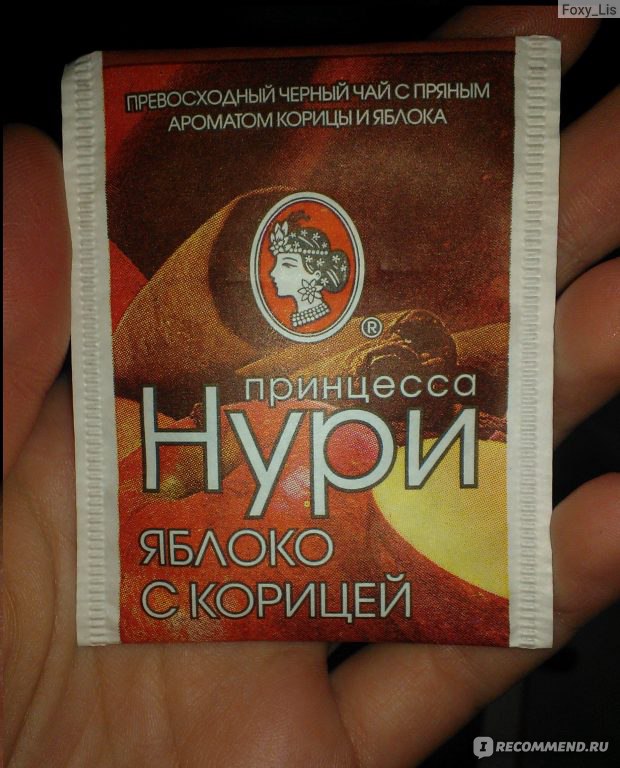 Foxy_Lis
ПРЕВОСХОДНЫЙ ЧЕРНЫЙ ЧАЙ С ПРЯНЫМ
АРОМАТОМ КОРИЦЫ И ЯБЛОКА
®
принцесса
Нури
ЯБЛОКО
С КОРИЦЕЙ
I RECOMMEND.RU